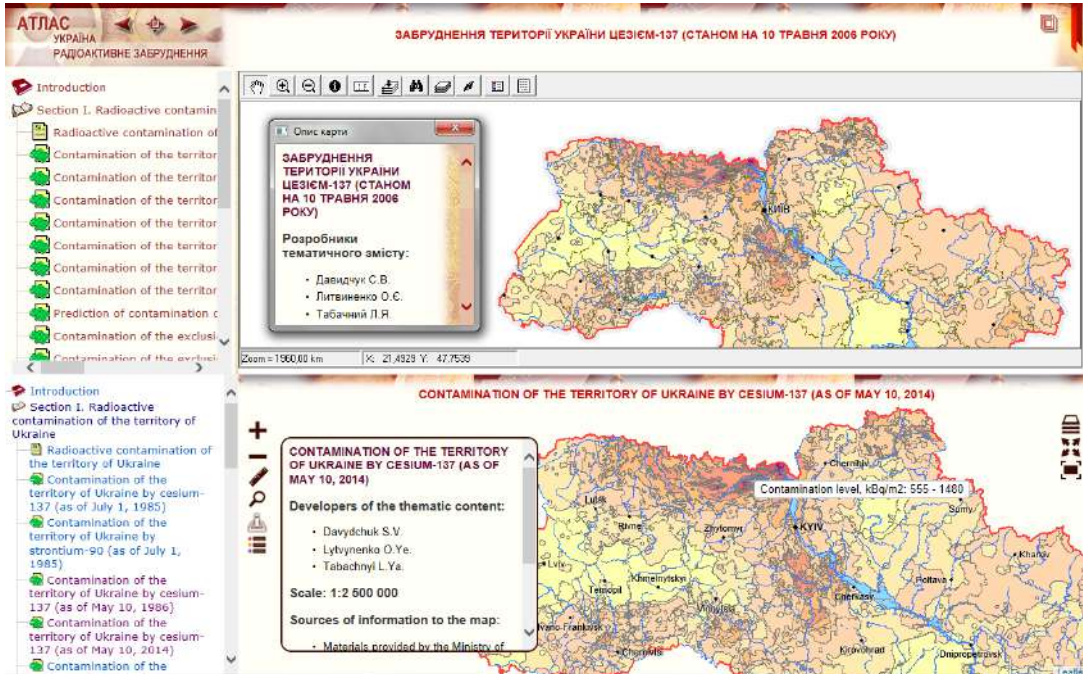 АТЛАС
УКРАЇНА
РАДІОАКТИВНЕ ЗАБРУДНЕННЯ
ЗАБРУДНЕННЯ ТЕРИТОРІЇ УКРАЇНИ ЦЕЗІЄМ-137 (СТАНОМ НА 10 ТРАВНЯ 2006 РОКУ)
Introduction
Section I. Radioactive contamin
Radioactive contamination of
Contamination of the territor
Contamination of the territor
Contamination of the territor
Contamination of the territor
Contamination of the territor
Contamination of the territor
Contamination of the territor
Prediction of contamination c
Contamination of the exclusi
Contamination of the exclusi
Опис карти
ЗАБРУДНЕННЯ
ТЕРИТОРІЇ УКРАЇНИ
ЦЕЗІЄМ-137 (СТАНОМ
НА 10 ТРАВНЯ 2006
РОКУ)
Розробники
тематичного змісту:
• Давидчук С.В.
• Литвиненко О.Є.
• Табачний Л.Я.
КИЇВ
Zoom = 1960,00 km
X: 21,4929 Y: 47,7539
Introduction
Section I. Radioactive
contamination of the territory of
Ukraine
Radioactive contamination of
the territory of Ukraine
Contamination of the
territory of Ukraine by cesium-
137 (as of July 1, 1985)
Contamination of the
territory of Ukraine by
strontium-90 (as of July 1,
1985)
Contamination of the
territory of Ukraine by cesium-
137 (as of May 10, 1986)
Contamination of the
territory of Ukraine by cesium-
137 (as of May 10, 2014)
Contamination of the
CONTAMINATION OF THE TERRITORY OF UKRAINE BY CESIUM-137 (AS OF MAY 10, 2014)
CONTAMINATION OF THE TERRITORY
OF UKRAINE BY CESIUM-137 (AS OF
MAY 10, 2014)
Developers of the thematic content:
• Davydchuk S.V.
• Lytvynenko O.Ye.
• Tabachnyi L.Ya.
Scale: 1:2 500 000
Sources of information to the map:
• Materials provided by the Ministry of
Chernihiv
Contamination level, kBq/m2: 555 - 1480
Lutsk
Sumy
Rivne
Zhytomyr
KYIV
Kharkiv
Lviv
Khmelnytskyi
Poltava
Ternopil
Cherkasy
Vinnytsia
Ivano-Frankivsk
Chernivtsi
Kirovohrad
Dnipropetrovsk